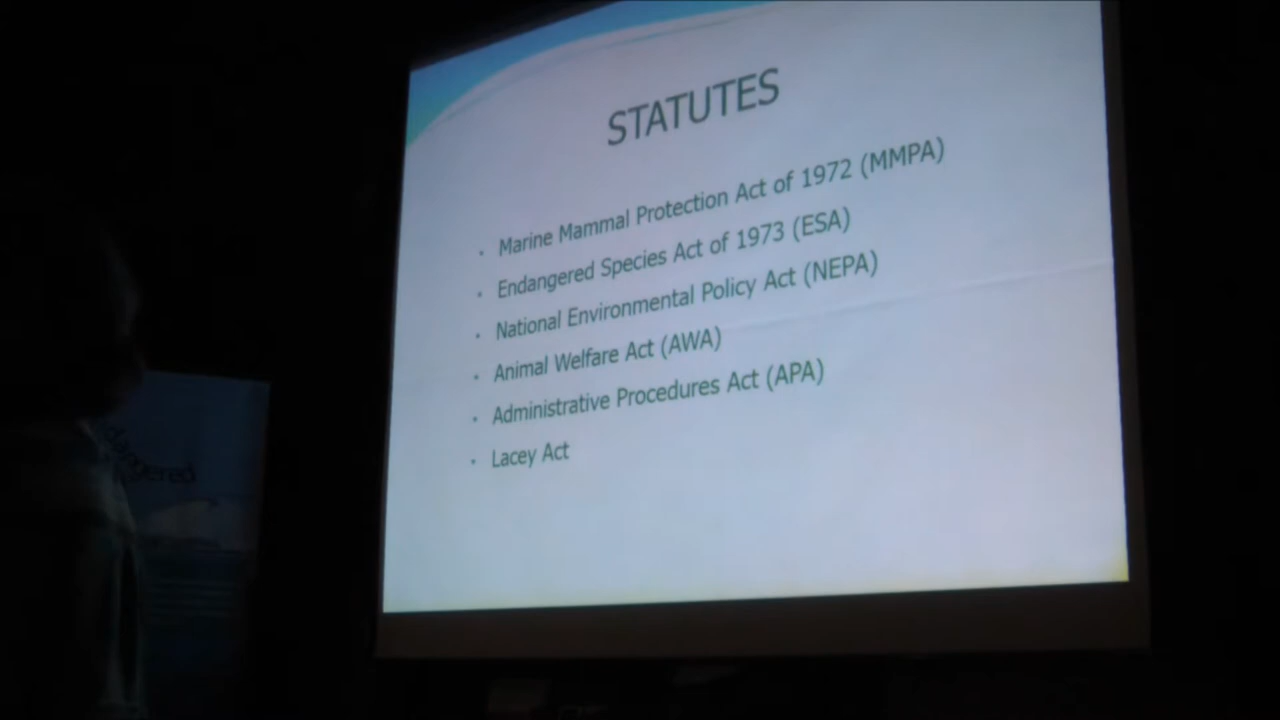 STATUTES
• Marine Mammal Protection Act of 1972 (MMPA)
• Endangered Species Act of 1973 (ESA)
• National Environmental Policy Act (NEPA)
• Animal Welfare Act (AWA)
• Administrative Procedures Act (APA)
• Lacey Act